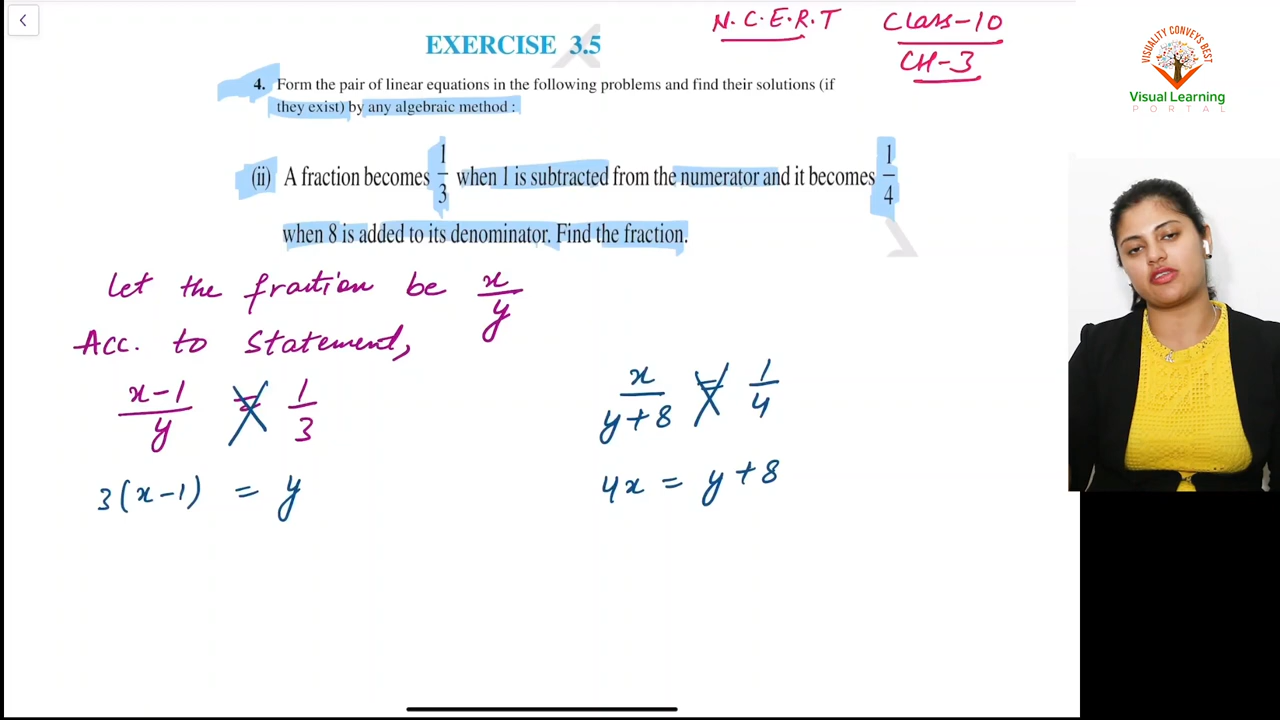 N.C.E.R.T Class-10
CH-3
VISUALITY CONVEYS BEST
Visual Learning
PORTAL
EXERCISE 3.5
4. Form the pair of linear equations in the following problems and find their solutions (if
they exist) by any algebraic method :
(ii) A fraction becomes 1/3 when 1 is subtracted from the numerator and it becomes 1/4
when 8 is added to its denominator. Find the fraction.
Let the fraction be x/y
Acc. to statement,
x-1/y = 1/3 x/y+8 = 1/4
3(x-1) = y 4x = y+8